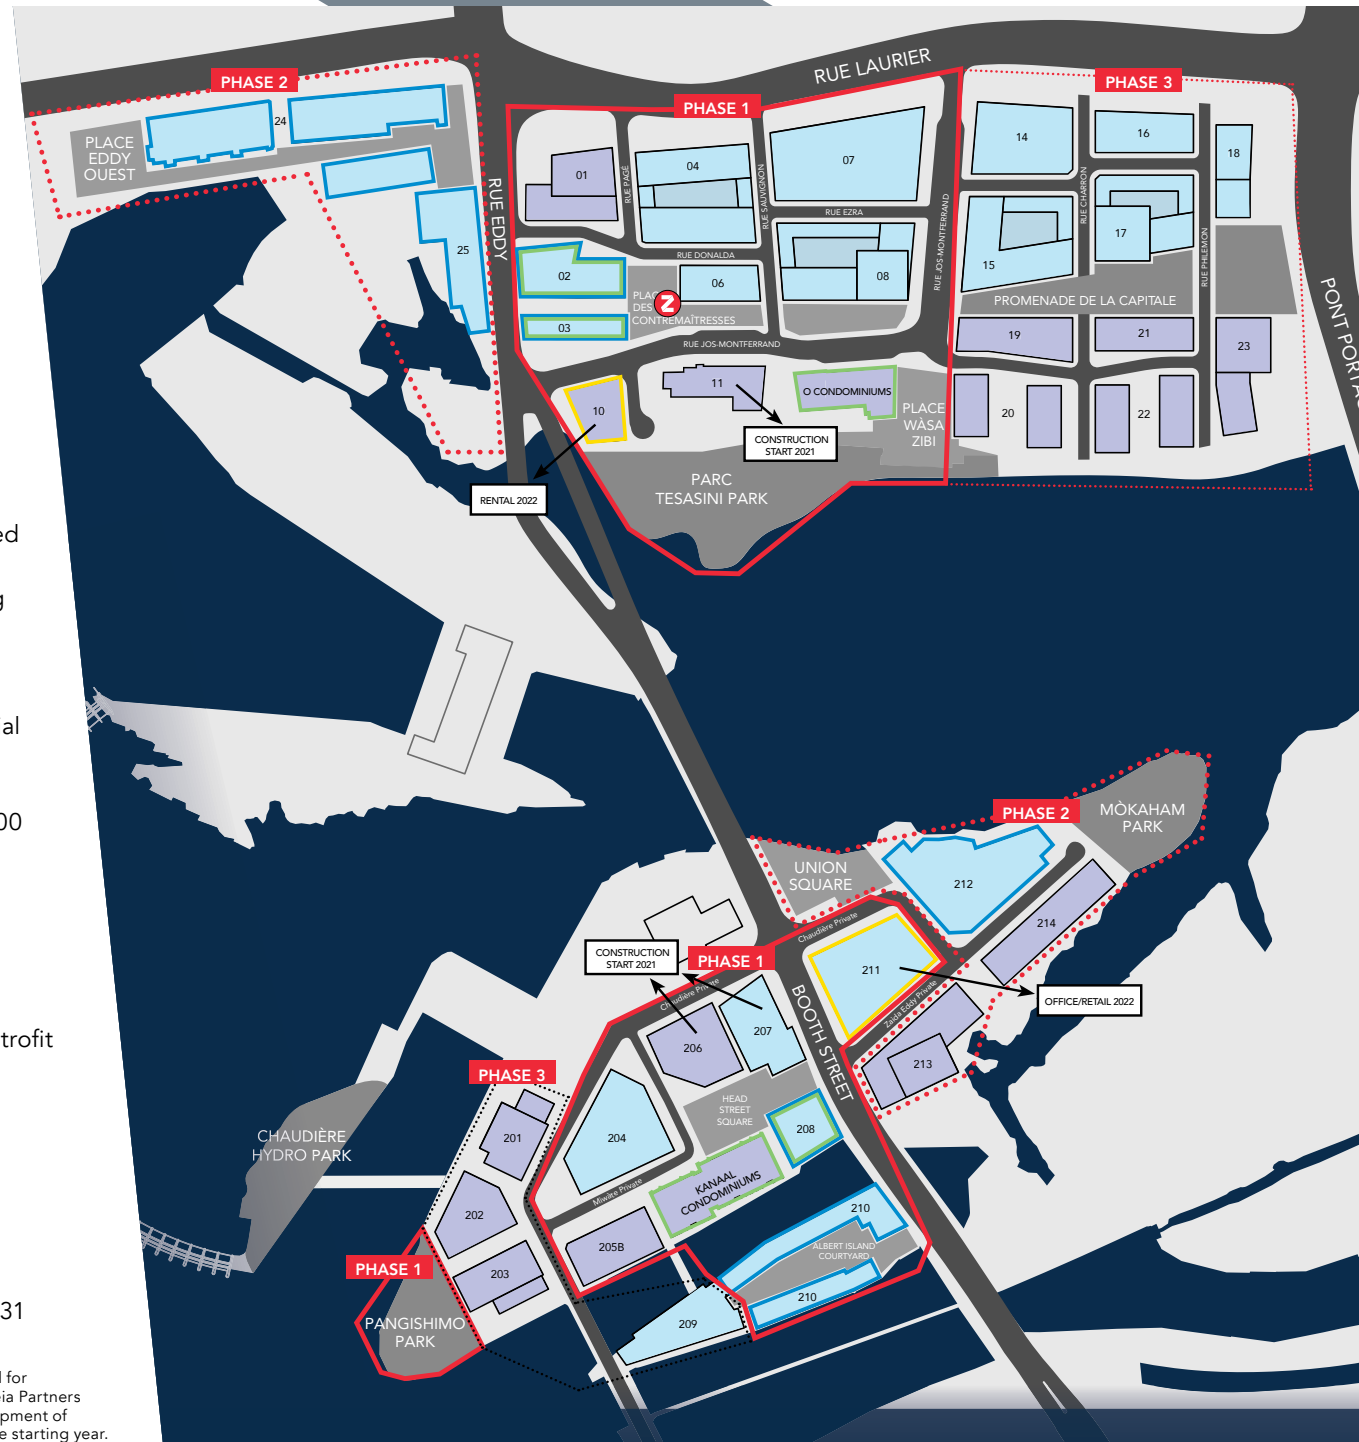 RUE LAURIER
PHASE 2
PHASE 1
PHASE 3
24
PLACE
EDDY
OUEST
25
RUE EDDY
01
RUE PAGÉ
04
RUE SAUVIGNON
07
RUE EZRA
RUE DONALDA
02
03
PLAC
DES
CONTREMAÎTRESSES
Z
06
08
RUE JOS-MONTFERRAND
RUE JOS-MONTFERRAND
14
16
18
RUE CHARRON
15
17
RUE PHILEMON
PROMENADE DE LA CAPITALE
19
21
23
20
22
PONT PORTAG
10
11
O CONDOMINIUMS
PLACE
WÀSA
ZIBI
CONSTRUCTION
START 2021
RENTAL 2022
PARC
TESASINI PARK
ed
g
ial
00
trofit
31
l for
ia Partners
pment of
e starting year.
PHASE 2
MÒKAHAM
PARK
UNION
SQUARE
212
214
Chaudière Private
211
OFFICE/RETAIL 2022
Zaida Eddy Private
213
CONSTRUCTION
START 2021
PHASE 1
Chaudière Private
BOOTH STREET
207
206
HEAD
STREET
SQUARE
208
204
KANAAL
CONDOMINIUMS
Miwàte Private
205B
PHASE 3
201
202
203
CHAUDIÈRE
HYDRO PARK
PHASE 1
PANGISHIMO
PARK
210
ALBERT ISLAND
COURTYARD
210
209